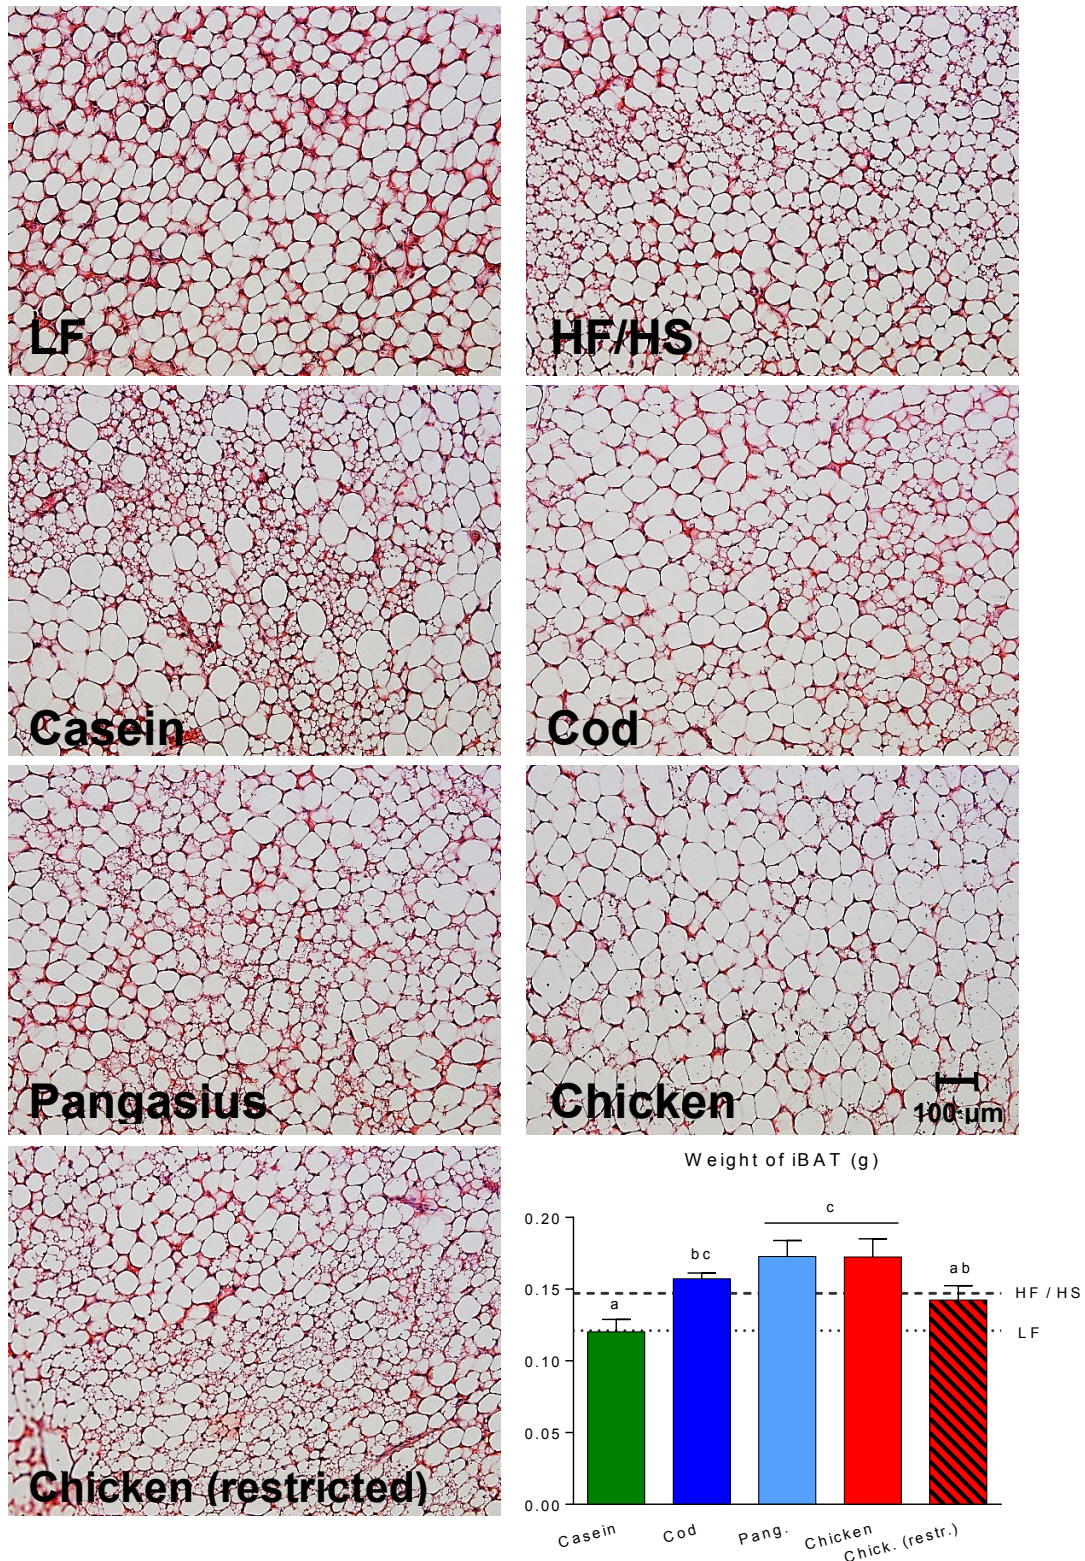 LF
HF/HS
Casein
Cod
Pangasius
Chicken
100 µm
Chicken (restricted)
Weight of iBAT (g)
0.20
0.15
0.10
0.05
0.00
a
bc
c
ab
HF / HS
LF
Casein
Cod
Pang.
Chicken
Chick. (restr.)